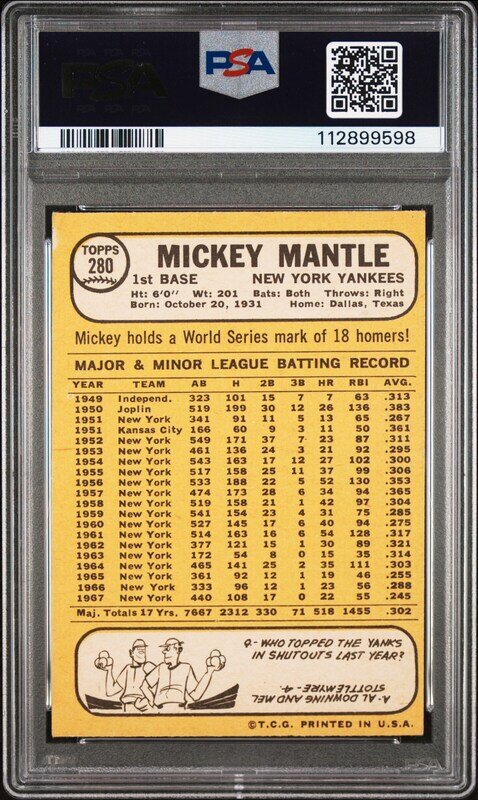 PSA
PSA
112899598
TOPPS
280
MICKEY MANTLE
1st BASE NEW YORK YANKEES
Ht: 6'0" Wt: 201 Bats: Both Throws: Right
Born: October 20, 1931 Home: Dallas, Texas
Mickey holds a World Series mark of 18 homers!
MAJOR & MINOR LEAGUE BATTING RECORD
YEAR TEAM AB H 2B 3B HR RBI AVG.
1949 Independ. 323 101 15 7 7 63 .313
1950 Joplin 519 199 30 12 26 136 .383
1951 New York 341 91 11 5 13 65 .267
1951 Kansas City 166 60 9 3 11 50 .361
1952 New York 549 171 37 7 23 87 .311
1953 New York 461 136 24 3 21 92 .295
1954 New York 543 163 17 12 27 102 .300
1955 New York 517 158 25 11 37 99 .306
1956 New York 533 188 22 5 52 130 .353
1957 New York 474 173 28 6 34 94 .365
1958 New York 519 158 21 1 42 97 .304
1959 New York 541 154 23 4 31 75 .285
1960 New York 527 145 17 6 40 94 .275
1961 New York 514 163 16 6 54 128 .317
1962 New York 377 121 15 1 30 89 .321
1963 New York 172 54 8 0 15 35 .314
1964 New York 465 141 25 2 35 111 .303
1965 New York 361 92 12 1 19 46 .255
1966 New York 333 96 12 1 23 56 .288
1967 New York 440 108 17 0 22 55 .245
Maj. Totals 17 Yrs. 7667 2312 330 71 518 1455 .302
Q- WHO TOPPED THE YANKS
IN SHUTOUTS LAST YEAR?
A- AL DOWNING AND MEL
STOTTLEMYRE - 4.
©T.C.G. PRINTED IN U.S.A.
PSA